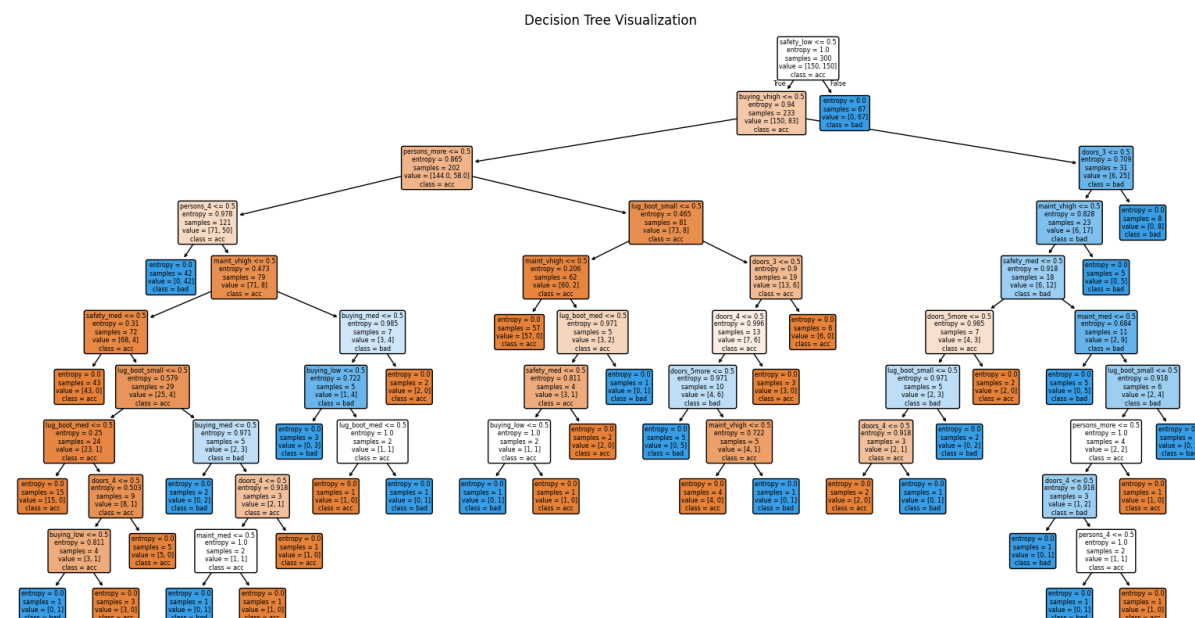 Decision Tree Visualization
safety_low <= 0.5
entropy = 1.0
samples = 300
value = [150, 150]
class = acc
True
False
buying_vhigh <= 0.5
entropy = 0.94
samples = 233
value = [150, 83]
class = acc
entropy = 0.0
samples = 67
value = [0, 67]
class = bad
persons_more <= 0.5
entropy = 0.865
samples = 202
value = [144.0, 58.0]
class = acc
doors_3 <= 0.5
entropy = 0.709
samples = 31
value = [6, 25]
class = bad
persons_4 <= 0.5
entropy = 0.978
samples = 121
value = [71, 50]
class = acc
lug_boot_small <= 0.5
entropy = 0.465
samples = 81
value = [73, 8]
class = acc
maint_vhigh <= 0.5
entropy = 0.828
samples = 23
value = [6, 17]
class = bad
entropy = 0.0
samples = 8
value = [0, 8]
class = bad
entropy = 0.0
samples = 42
value = [0, 42]
class = bad
maint_vhigh <= 0.5
entropy = 0.473
samples = 79
value = [71, 8]
class = acc
maint_vhigh <= 0.5
entropy = 0.206
samples = 62
value = [60, 2]
class = acc
doors_3 <= 0.5
entropy = 0.9
samples = 19
value = [13, 6]
class = acc
safety_med <= 0.5
entropy = 0.918
samples = 18
value = [6, 12]
class = bad
entropy = 0.0
samples = 5
value = [0, 5]
class = bad
safety_med <= 0.5
entropy = 0.31
samples = 72
value = [68, 4]
class = acc
buying_med <= 0.5
entropy = 0.985
samples = 7
value = [3, 4]
class = bad
entropy = 0.0
samples = 57
value = [57, 0]
class = acc
lug_boot_med <= 0.5
entropy = 0.971
samples = 5
value = [3, 2]
class = acc
doors_4 <= 0.5
entropy = 0.996
samples = 13
value = [7, 6]
class = acc
entropy = 0.0
samples = 6
value = [6, 0]
class = acc
doors_5more <= 0.5
entropy = 0.985
samples = 7
value = [4, 3]
class = acc
maint_med <= 0.5
entropy = 0.684
samples = 11
value = [2, 9]
class = bad
entropy = 0.0
samples = 43
value = [43, 0]
class = acc
lug_boot_small <= 0.5
entropy = 0.579
samples = 29
value = [25, 4]
class = acc
buying_low <= 0.5
entropy = 0.722
samples = 5
value = [1, 4]
class = bad
entropy = 0.0
samples = 2
value = [2, 0]
class = acc
safety_med <= 0.5
entropy = 0.811
samples = 4
value = [3, 1]
class = acc
entropy = 0.0
samples = 1
value = [0, 1]
class = bad
doors_5more <= 0.5
entropy = 0.971
samples = 10
value = [4, 6]
class = bad
entropy = 0.0
samples = 3
value = [3, 0]
class = acc
lug_boot_small <= 0.5
entropy = 0.971
samples = 5
value = [2, 3]
class = bad
entropy = 0.0
samples = 2
value = [2, 0]
class = acc
entropy = 0.0
samples = 5
value = [0, 5]
class = bad
lug_boot_small <= 0.5
entropy = 0.918
samples = 6
value = [2, 4]
class = bad
lug_boot_med <= 0.5
entropy = 0.25
samples = 24
value = [23, 1]
class = acc
buying_med <= 0.5
entropy = 0.971
samples = 5
value = [2, 3]
class = bad
entropy = 0.0
samples = 3
value = [0, 3]
class = bad
lug_boot_med <= 0.5
entropy = 1.0
samples = 2
value = [1, 1]
class = acc
buying_low <= 0.5
entropy = 1.0
samples = 2
value = [1, 1]
class = acc
entropy = 0.0
samples = 2
value = [2, 0]
class = acc
entropy = 0.0
samples = 5
value = [0, 5]
class = bad
maint_vhigh <= 0.5
entropy = 0.722
samples = 5
value = [4, 1]
class = acc
doors_4 <= 0.5
entropy = 0.918
samples = 3
value = [2, 1]
class = acc
entropy = 0.0
samples = 2
value = [0, 2]
class = bad
persons_more <= 0.5
entropy = 1.0
samples = 4
value = [2, 2]
class = acc
entropy = 0.0
samples = 15
value = [15, 0]
class = acc
doors_4 <= 0.5
entropy = 0.503
samples = 9
value = [8, 1]
class = acc
entropy = 0.0
samples = 2
value = [0, 2]
class = bad
doors_4 <= 0.5
entropy = 0.918
samples = 3
value = [2, 1]
class = acc
entropy = 0.0
samples = 1
value = [1, 0]
class = acc
entropy = 0.0
samples = 1
value = [0, 1]
class = bad
entropy = 0.0
samples = 1
value = [0, 1]
class = bad
entropy = 0.0
samples = 1
value = [1, 0]
class = acc
entropy = 0.0
samples = 4
value = [4, 0]
class = acc
entropy = 0.0
samples = 1
value = [0, 1]
class = bad
entropy = 0.0
samples = 2
value = [2, 0]
class = acc
entropy = 0.0
samples = 1
value = [0, 1]
class = bad
doors_4 <= 0.5
entropy = 0.918
samples = 3
value = [1, 2]
class = bad
entropy = 0.0
samples = 1
value = [1, 0]
class = acc
buying_low <= 0.5
entropy = 0.811
samples = 4
value = [3, 1]
class = acc
entropy = 0.0
samples = 5
value = [5, 0]
class = acc
maint_med <= 0.5
entropy = 1.0
samples = 2
value = [1, 1]
class = acc
entropy = 0.0
samples = 1
value = [1, 0]
class = acc
entropy = 0.0
samples = 1
value = [0, 1]
class = bad
persons_4 <= 0.5
entropy = 1.0
samples = 2
value = [1, 1]
class = acc
entropy = 0.0
samples = 1
value = [0, 1]
entropy = 0.0
samples = 3
value = [3, 0]
entropy = 0.0
samples = 1
value = [0, 1]
entropy = 0.0
samples = 1
value = [1, 0]
entropy = 0.0
samples = 1
value = [0, 1]
entropy = 0.0
samples = 1
value = [1, 0]